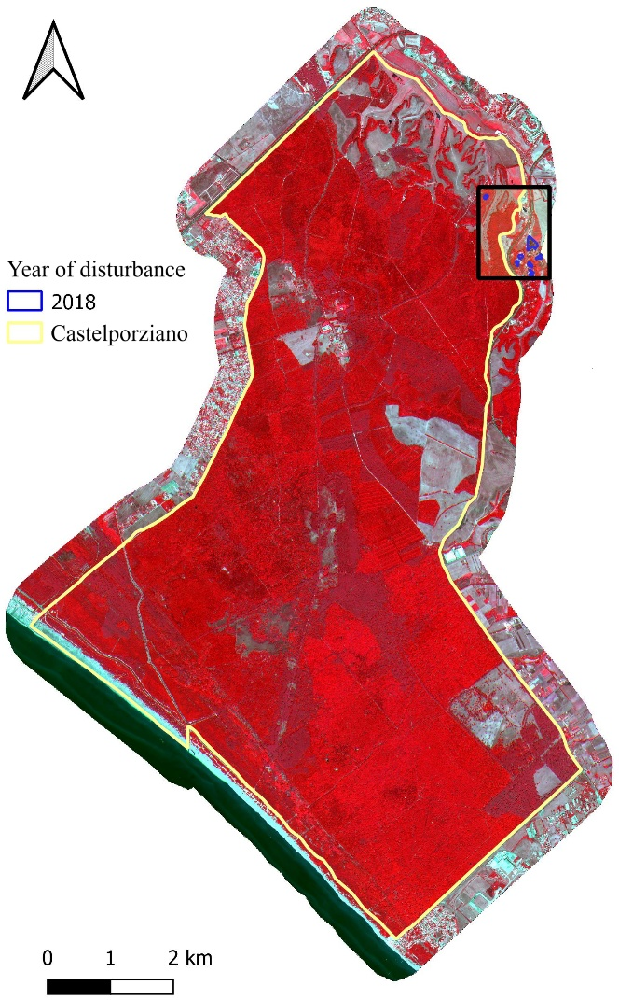 Year of disturbance
2018
Castelporziano
0 1 2 km